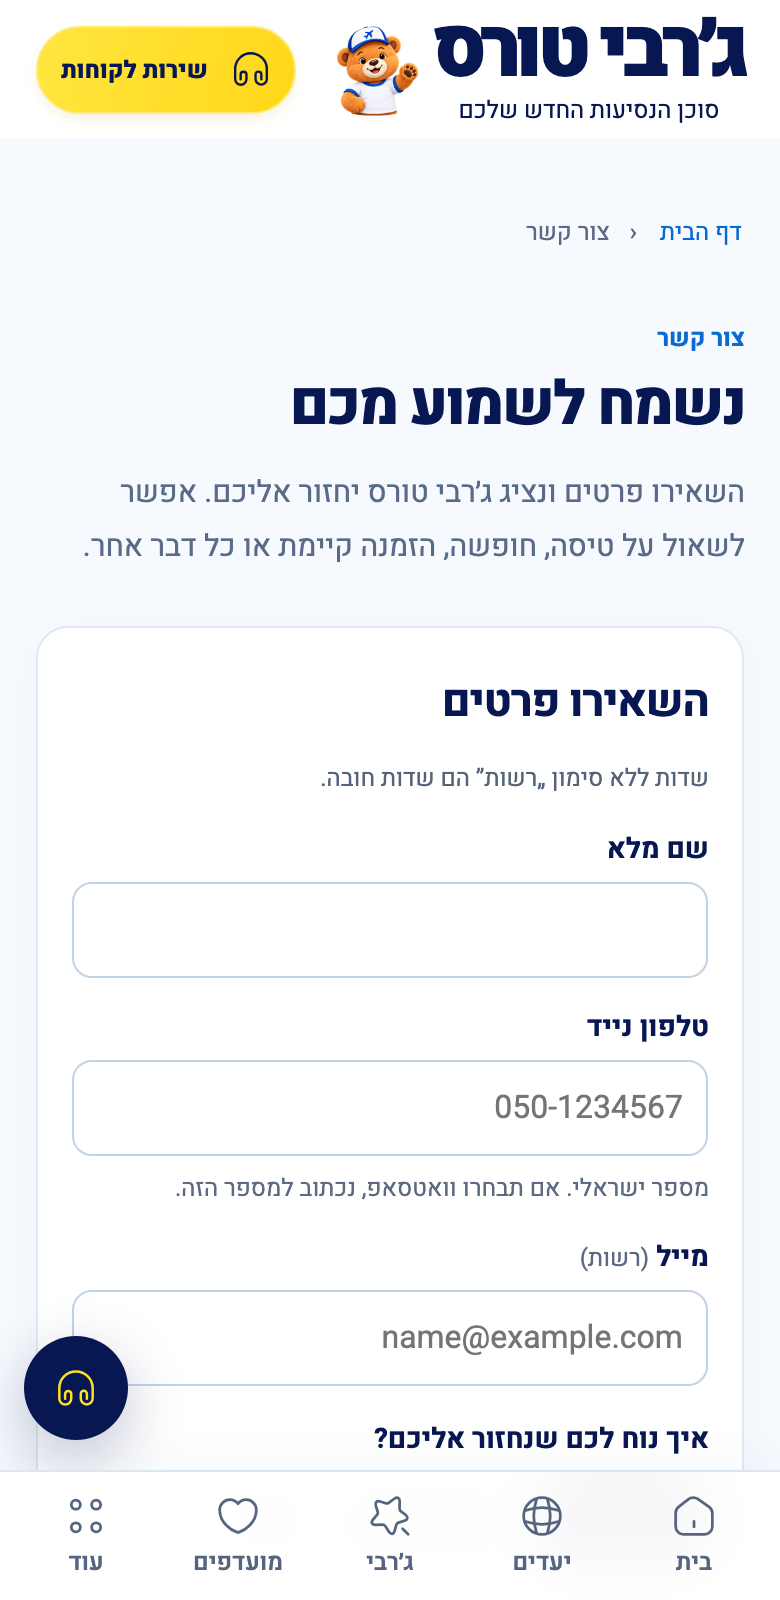 ג׳רבי טורס
סוכן הנסיעות החדש שלכם
שירות לקוחות
דף הבית › צור קשר
צור קשר
נשמח לשמוע מכם
השאירו פרטים ונציג ג׳רבי טורס יחזור אליכם. אפשר
לשאול על טיסה, חופשה, הזמנה קיימת או כל דבר אחר.
השאירו פרטים
שדות ללא סימון „רשות” הם שדות חובה.
שם מלא
טלפון נייד
050-1234567
מספר ישראלי. אם תבחרו וואטסאפ, נכתוב למספר הזה.
מייל (רשות)
name@example.com
איך נוח לכם שנחזור אליכם?
בית
יעדים
ג׳רבי
מועדפים
עוד